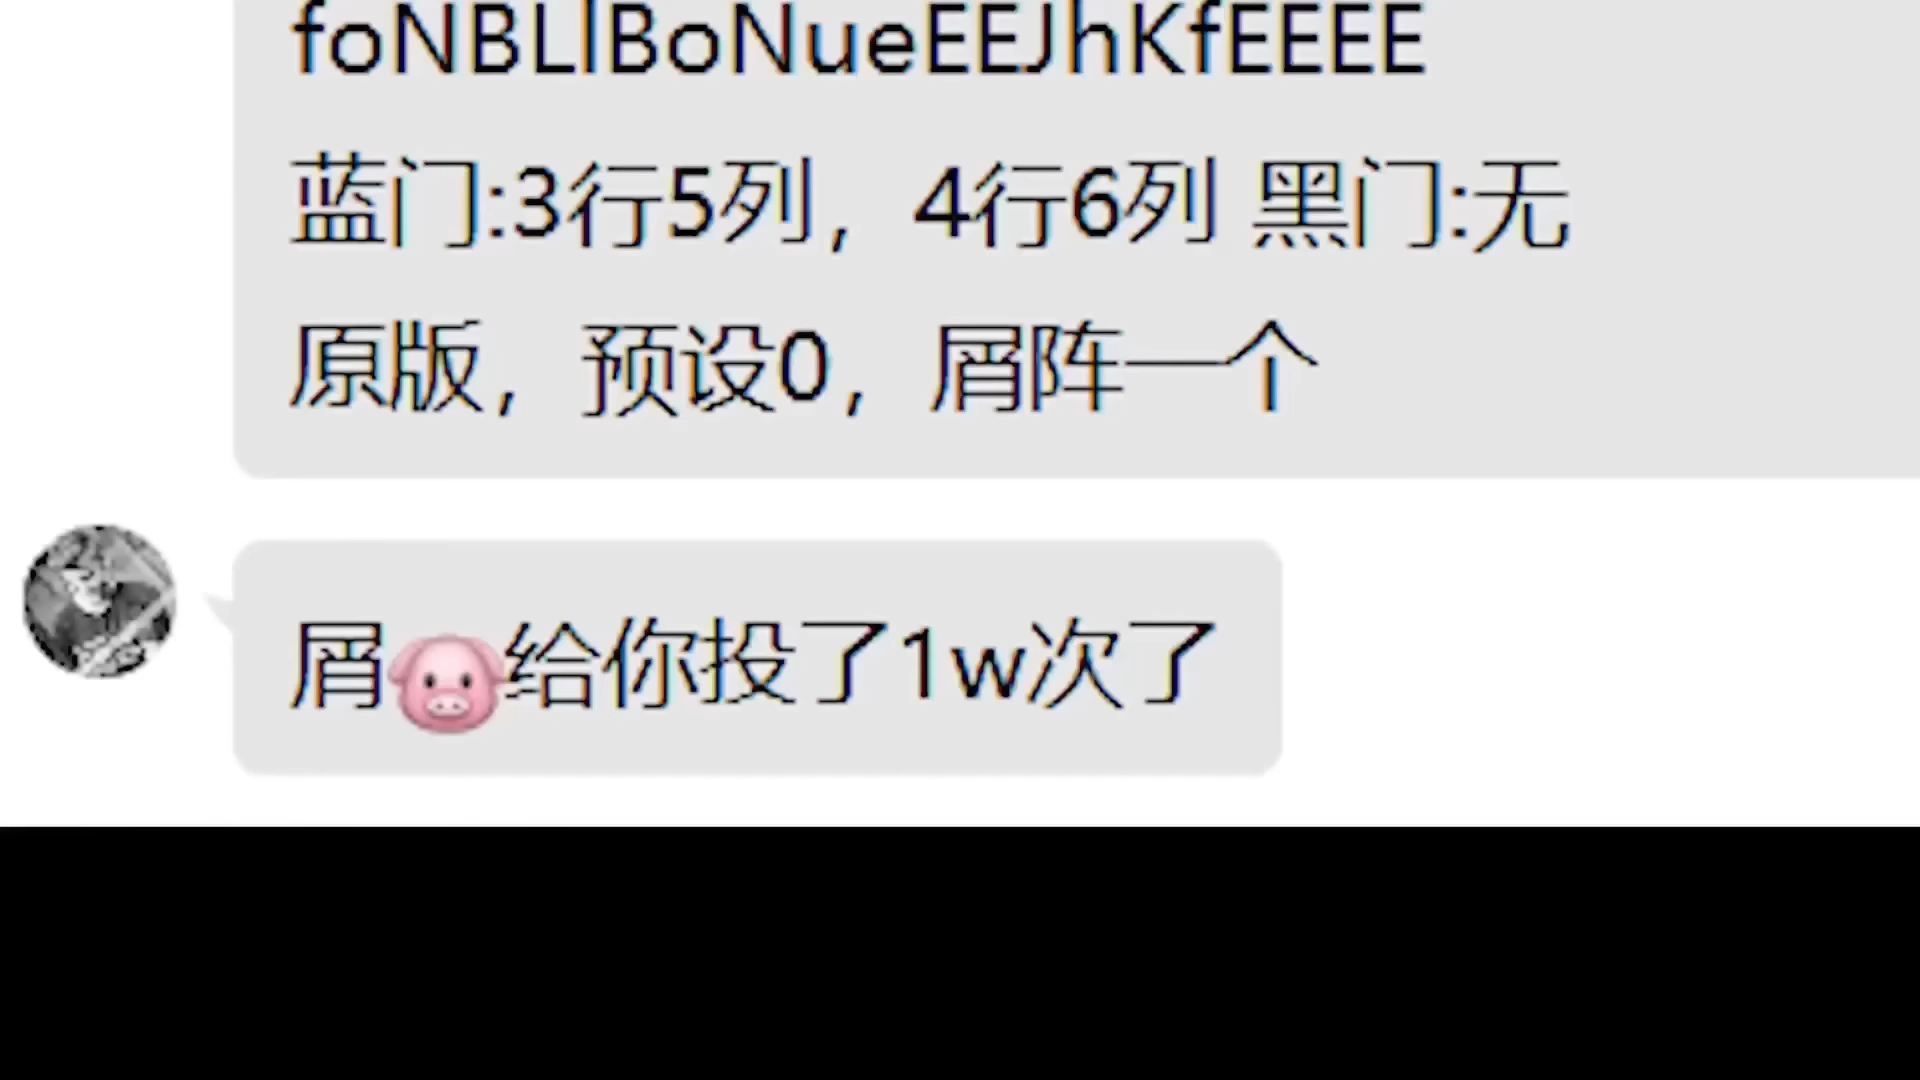 foNBLlBoNueEEJhKfEEEE
蓝门:3行5列，4行6列 黑门:无
原版，预设0，屑阵一个
屑🐷给你投了1w次了